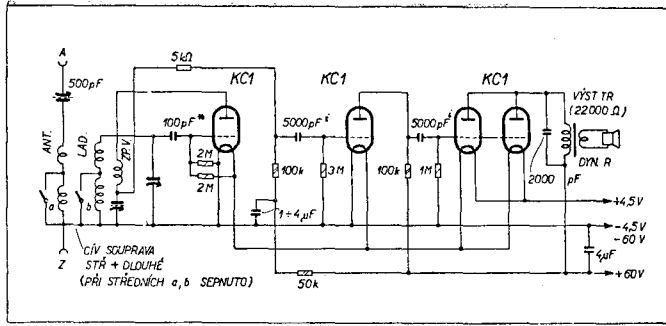 A
500pF
5kΩ
KC1
KC1
KC1
100pF*
5000pF
5000pF
VÝST TR
(22000 Ω)
ANT.
LAD.
ZP.V.
2M
2M
100k
3M
100k
1M
2000
pF
DYN. R
a
b
1÷4μF
+4,5V
-4,5V
-60V
4μF
Z
CÍV SOUPRAVA
STŘ + DLOUHÉ
(PŘI STŘEDNÍCH a, b SEPNUTO)
50k
+60V